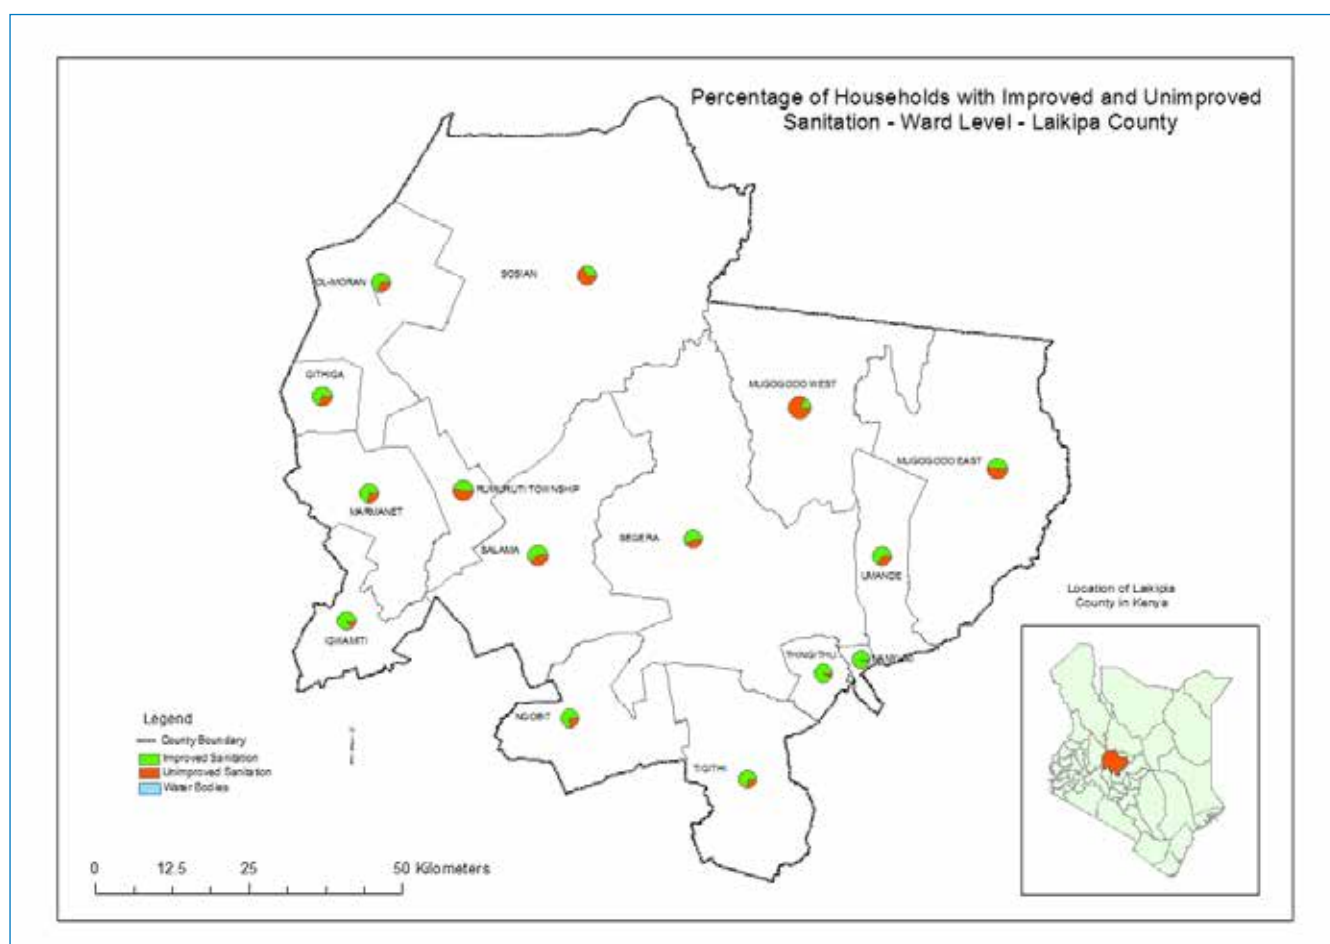 Percentage of Households with Improved and Unimproved
Sanitation - Ward Level - Laikipa County
SOSIAN
OL-MORAN
GITHIGA
MUGOGODO WEST
MUGOGODO EAST
RUMURUTI TOWNSHIP
MARMANET
SEGERA
SALAMA
UMANDE
Location of Laikipia
County in Kenya
IGWAMITI
THINGITHU
NANYUKI
NGOBIT
TIGITHI
Legend
County Boundary
Improved Sanitation
Unimproved Sanitation
Water Bodies
0 12.5 25 50 Kilometers